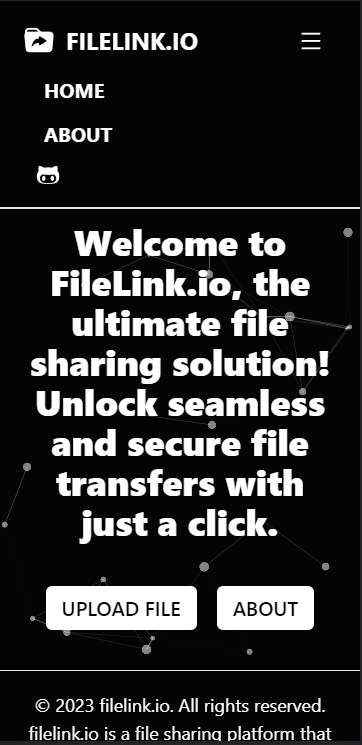 FILELINK.IO
HOME
ABOUT
Welcome to
FileLink.io, the
ultimate file
sharing solution!
Unlock seamless
and secure file
transfers with
just a click.
UPLOAD FILE ABOUT
© 2023 filelink.io. All rights reserved.
filelink.io is a file sharing platform that